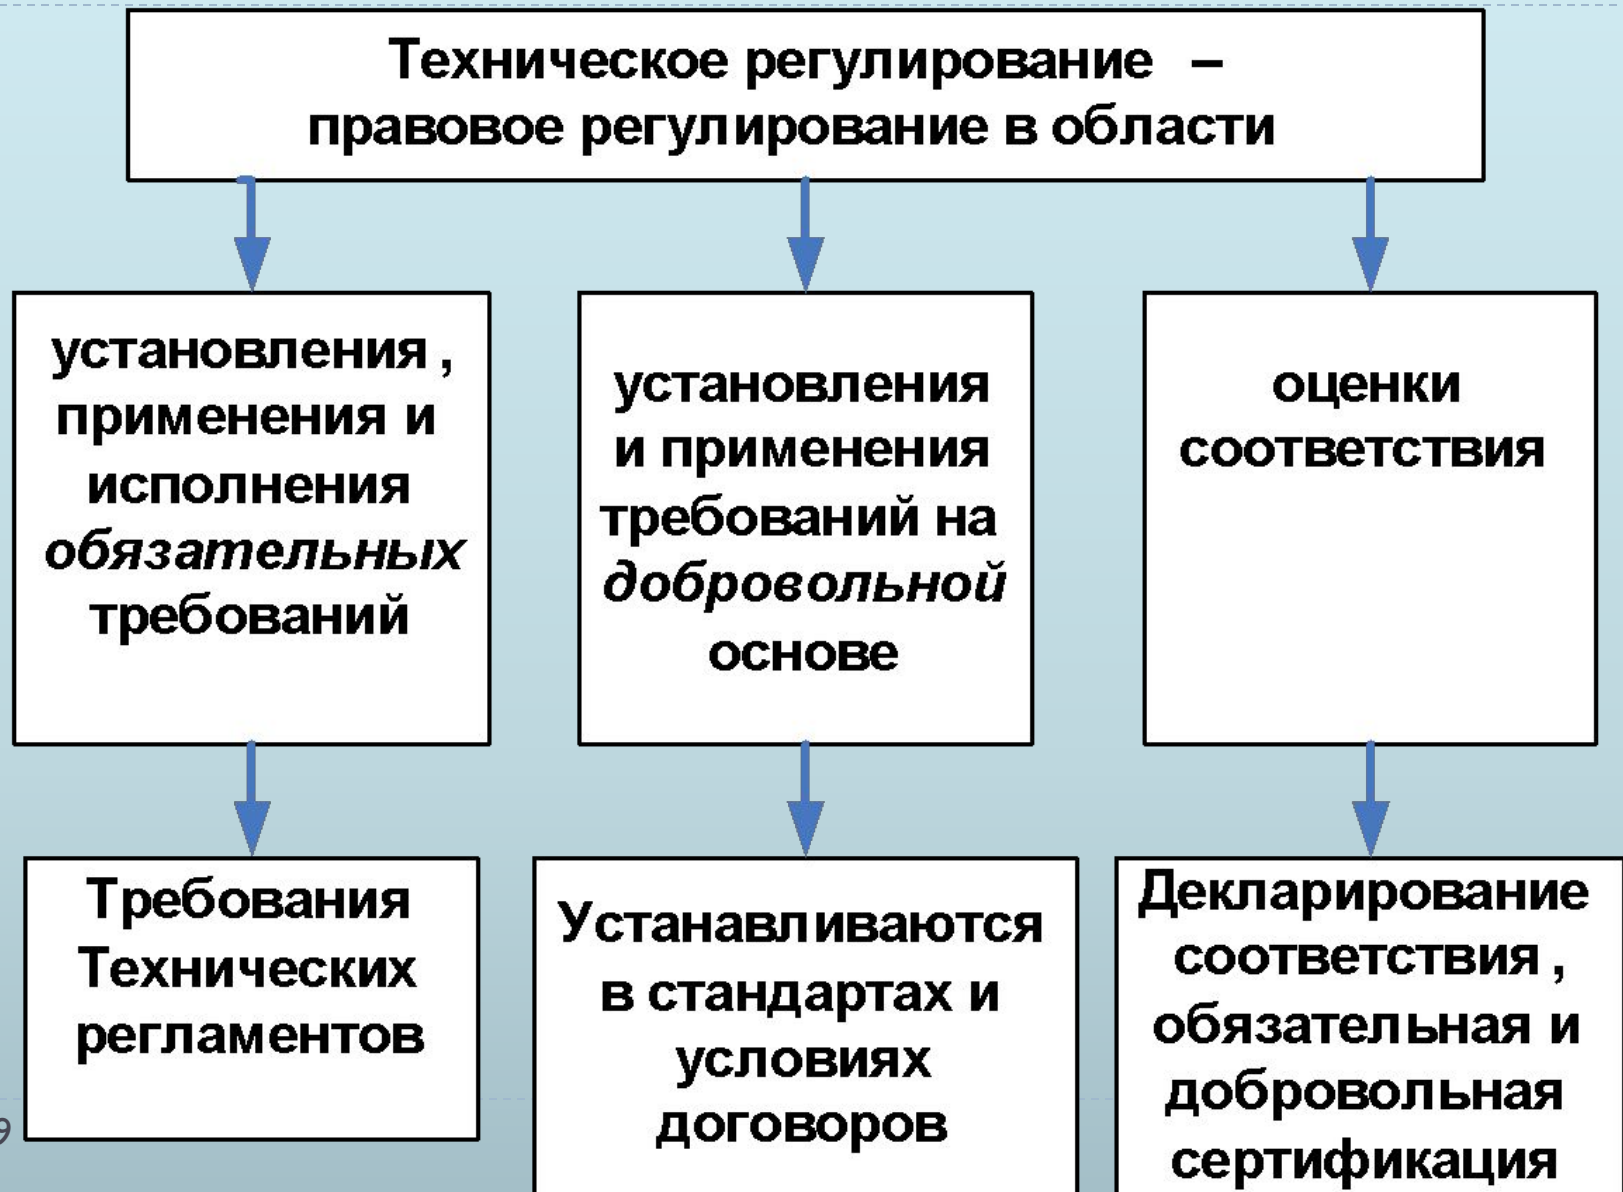 Техническое регулирование –
правовое регулирование в области
установления ,
применения и
исполнения
обязательных
требований
установления
и применения
требований на
добровольной
основе
оценки
соответствия
Требования
Технических
регламентов
Устанавливаются
в стандартах и
условиях
договоров
Декларирование
соответствия ,
обязательная и
добровольная
сертификация
9